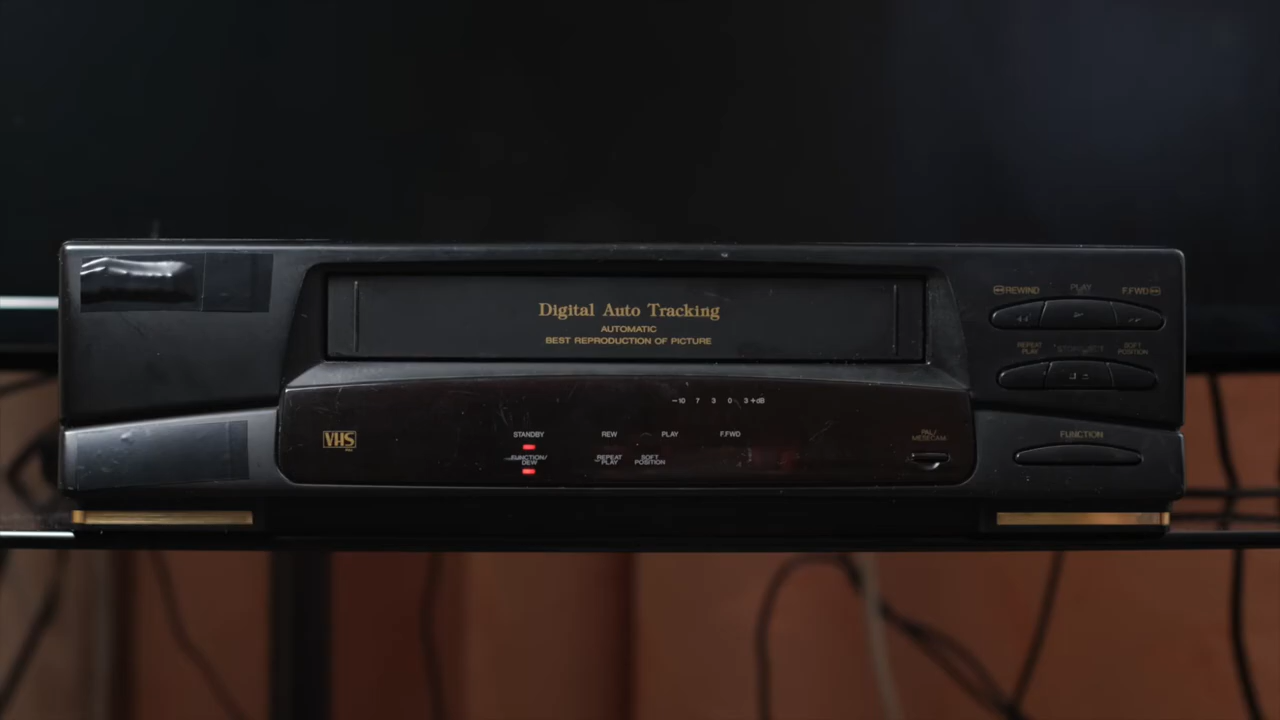 Digital Auto Tracking
AUTOMATIC
BEST REPRODUCTION OF PICTURE
REWIND PLAY F.FWD
REPEAT PLAY
SOFT POSITION
-10 7 3 0 3+dB
VHS
PAL
STANDBY REW PLAY F.FWD
FUNCTION/
DEW
REPEAT
PLAY
SOFT
POSITION
PAL/
MESECAM
FUNCTION